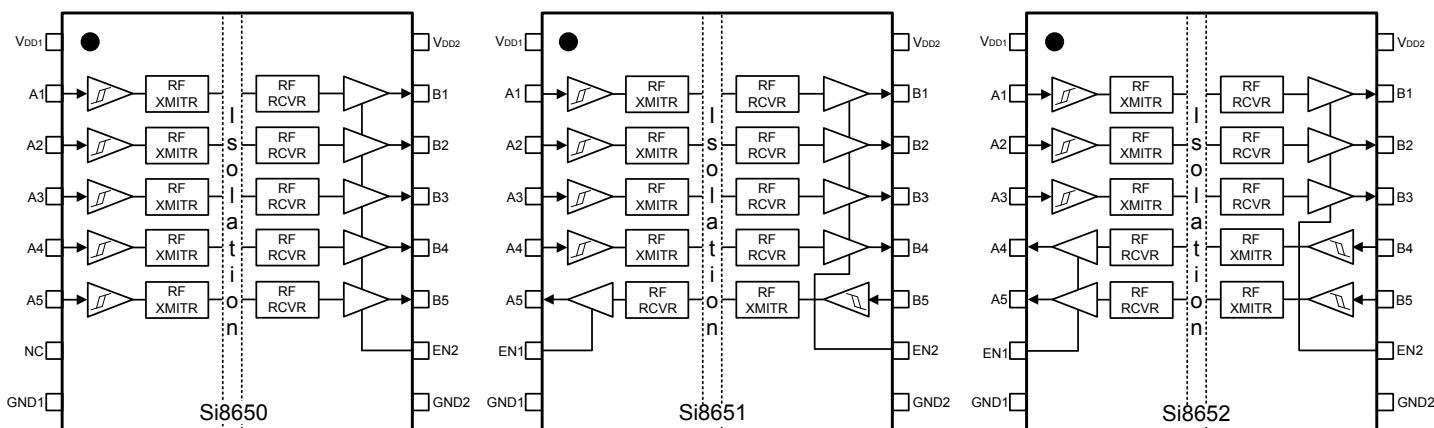 VDD1
A1
A2
A3
A4
A5
NC
GND1
RF
XMITR
RF
XMITR
RF
XMITR
RF
XMITR
RF
XMITR
Isolation
RF
RCVR
RF
RCVR
RF
RCVR
RF
RCVR
RF
RCVR
VDD2
B1
B2
B3
B4
B5
EN2
GND2
Si8650
VDD1
A1
A2
A3
A4
A5
EN1
GND1
RF
XMITR
RF
XMITR
RF
XMITR
RF
XMITR
RF
RCVR
Isolation
RF
RCVR
RF
RCVR
RF
RCVR
RF
RCVR
RF
XMITR
VDD2
B1
B2
B3
B4
B5
EN2
GND2
Si8651
VDD1
A1
A2
A3
A4
A5
EN1
GND1
RF
XMITR
RF
XMITR
RF
XMITR
RF
RCVR
RF
RCVR
Isolation
RF
RCVR
RF
RCVR
RF
RCVR
RF
XMITR
RF
XMITR
VDD2
B1
B2
B3
B4
B5
EN2
GND2
Si8652